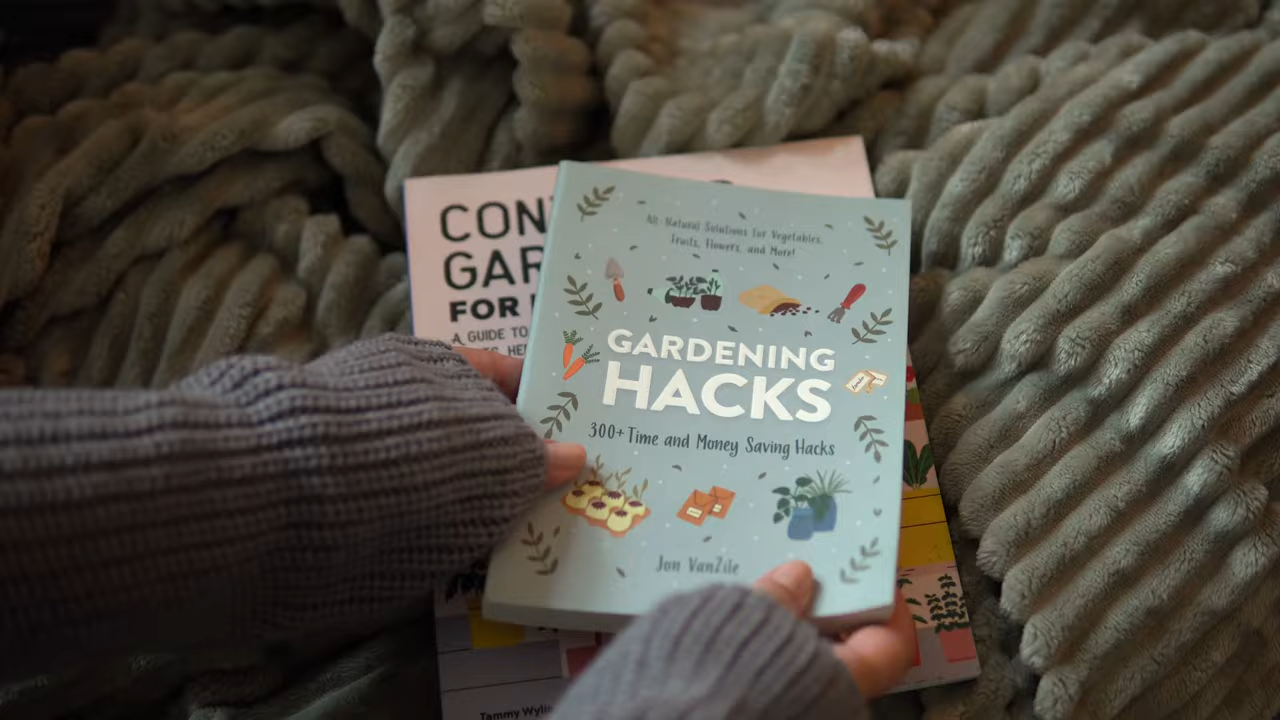 All-Natural Solutions for Vegetables,
Fruits, Flowers, and More!
GARDENING
HACKS
300+ Time and Money Saving Hacks
Jon VanZile
CON
GAR
FOR
A GUIDE TO
Tammy Wylie